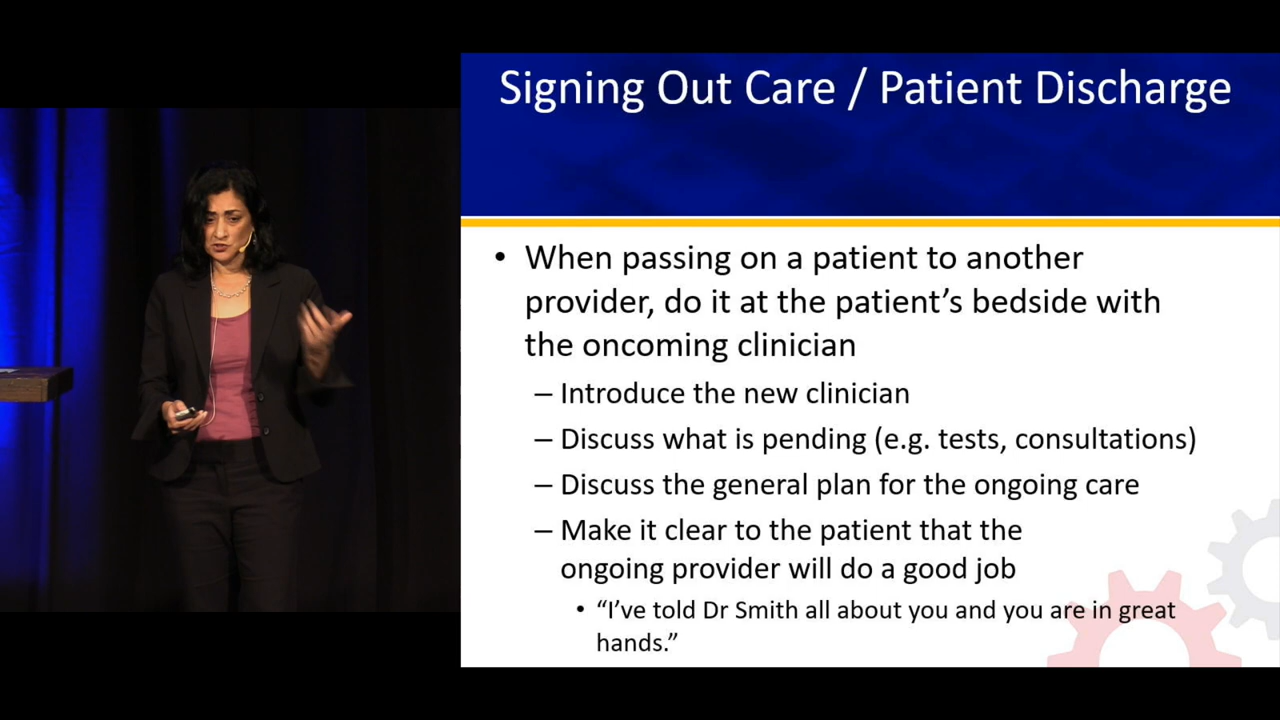 Signing Out Care / Patient Discharge
• When passing on a patient to another
provider, do it at the patient’s bedside with
the oncoming clinician
– Introduce the new clinician
– Discuss what is pending (e.g. tests, consultations)
– Discuss the general plan for the ongoing care
– Make it clear to the patient that the
ongoing provider will do a good job
• “I’ve told Dr Smith all about you and you are in great
hands.”